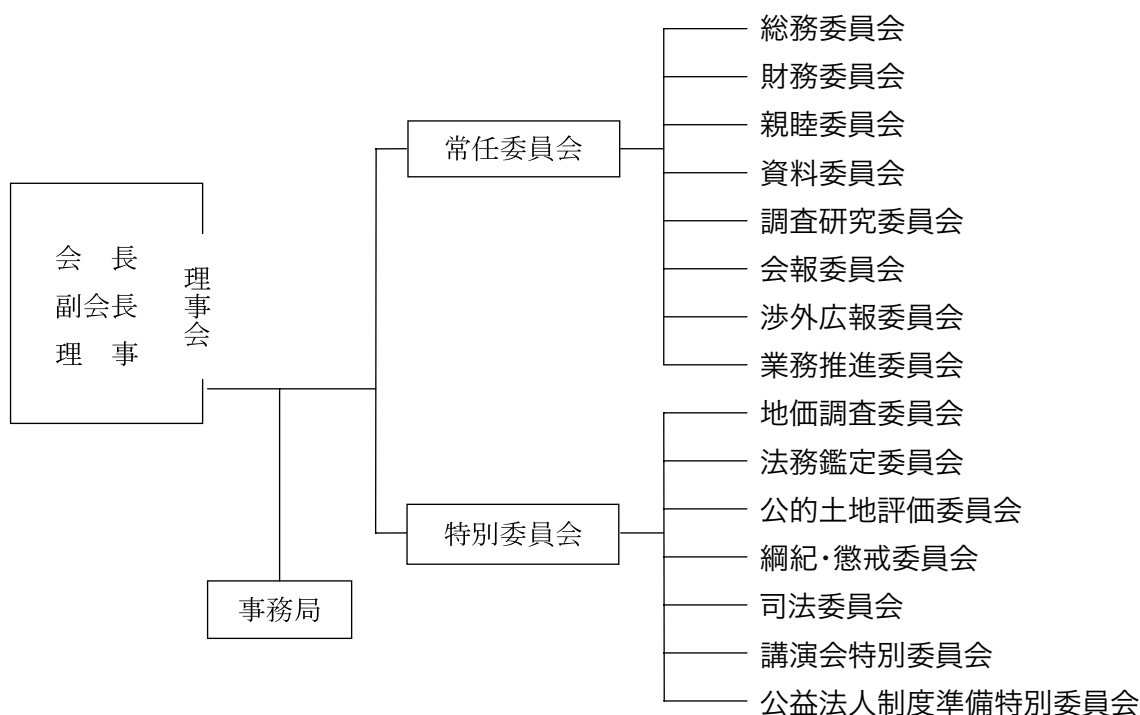 会　長
副会長
理　事
理事会
事務局
常任委員会
総務委員会
財務委員会
親睦委員会
資料委員会
調査研究委員会
会報委員会
渉外広報委員会
業務推進委員会
特別委員会
地価調査委員会
法務鑑定委員会
公的土地評価委員会
綱紀・懲戒委員会
司法委員会
講演会特別委員会
公益法人制度準備特別委員会